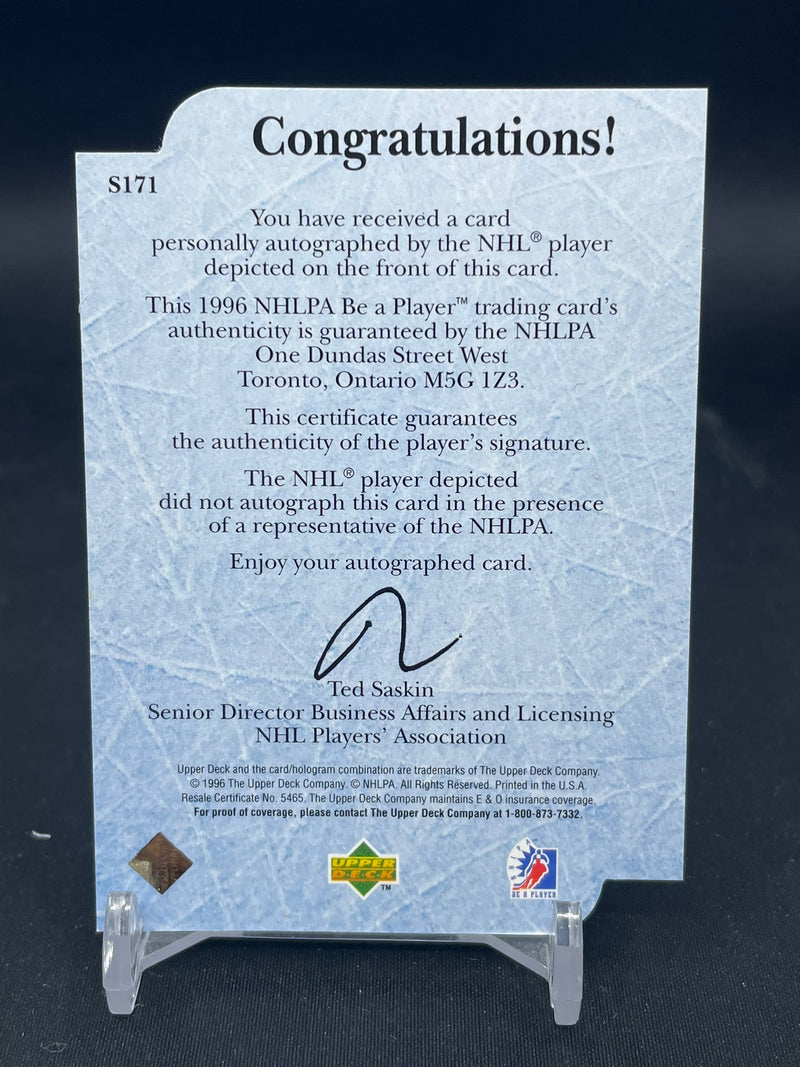 Congratulations!
S171
You have received a card
personally autographed by the NHL® player
depicted on the front of this card.
This 1996 NHLPA Be a Player™ trading card's
authenticity is guaranteed by the NHLPA
One Dundas Street West
Toronto, Ontario M5G 1Z3.
This certificate guarantees
the authenticity of the player's signature.
The NHL® player depicted
did not autograph this card in the presence
of a representative of the NHLPA.
Enjoy your autographed card.
Ted Saskin
Senior Director Business Affairs and Licensing
NHL Players' Association
Upper Deck and the card/hologram combination are trademarks of The Upper Deck Company.
© 1996 The Upper Deck Company. © NHLPA. All Rights Reserved. Printed in the U.S.A.
Resale Certificate No. 5465. The Upper Deck Company maintains E & O insurance coverage.
For proof of coverage, please contact The Upper Deck Company at 1-800-873-7332.
UPPER
DECK
TM
NHLPA
BE A PLAYER